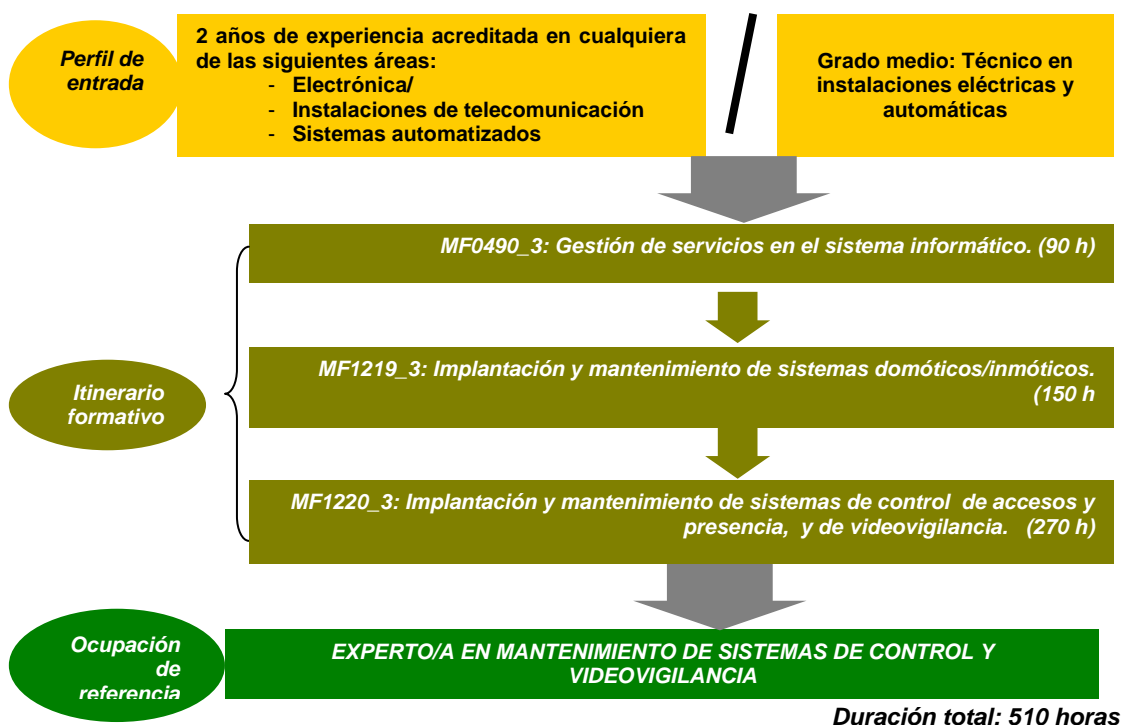 Perfil de
entrada
2 años de experiencia acreditada en cualquiera
de las siguientes áreas:
- Electrónica/
- Instalaciones de telecomunicación
- Sistemas automatizados
Grado medio: Técnico en
instalaciones eléctricas y
automáticas
MF0490_3: Gestión de servicios en el sistema informático. (90 h)
Itinerario
formativo
MF1219_3: Implantación y mantenimiento de sistemas domóticos/inmóticos.
(150 h
MF1220_3: Implantación y mantenimiento de sistemas de control de accesos y
presencia, y de videovigilancia. (270 h)
Ocupación
de
referencia
EXPERTO/A EN MANTENIMIENTO DE SISTEMAS DE CONTROL Y
VIDEOVIGILANCIA
Duración total: 510 horas